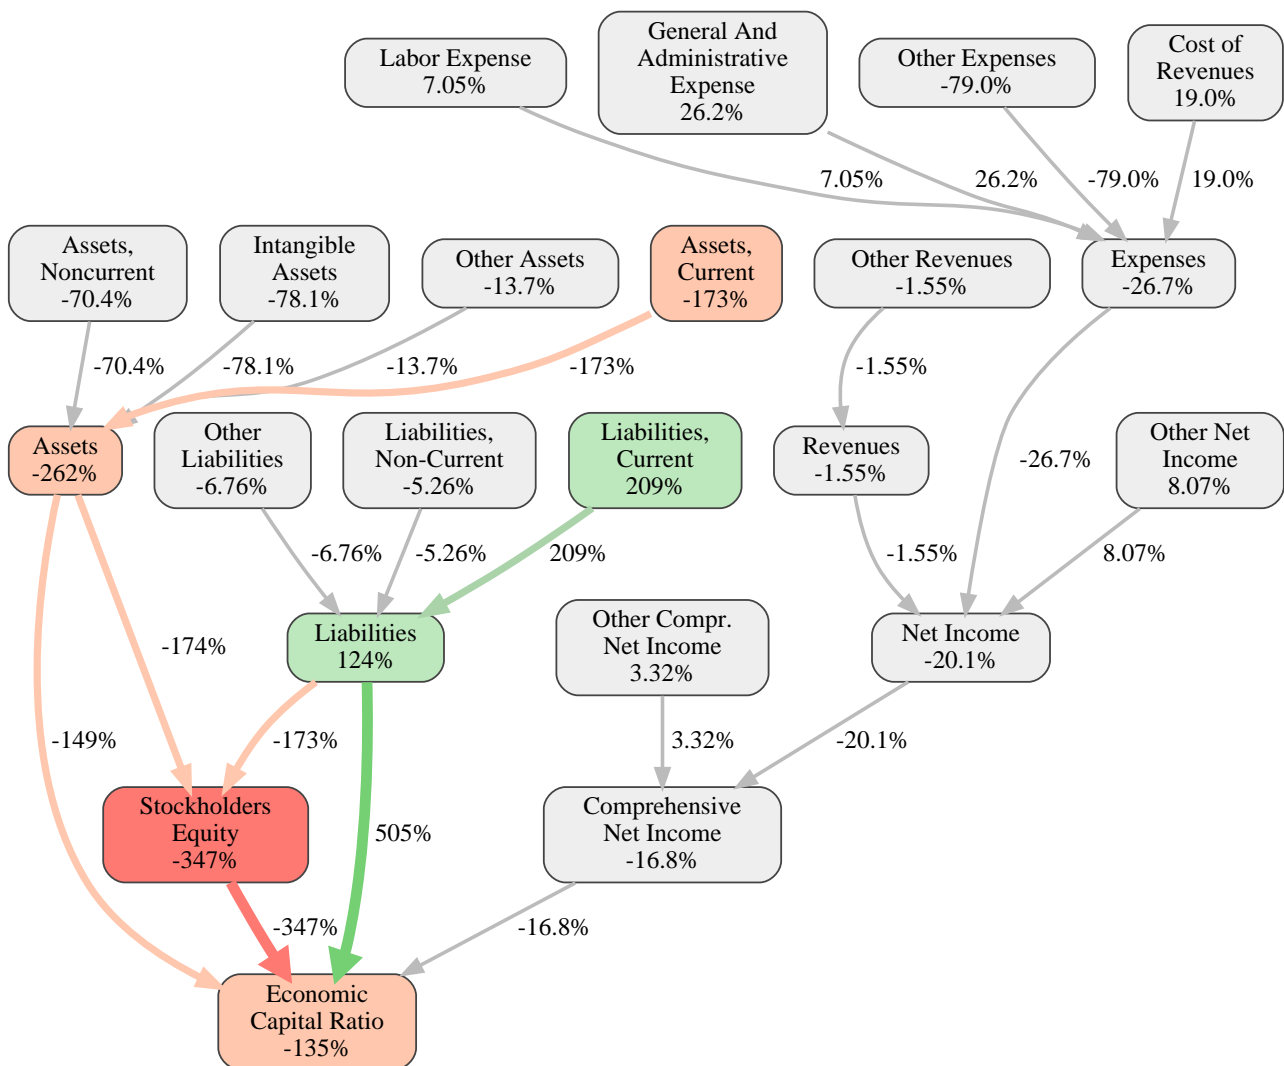 Labor Expense
7.05%
General And
Administrative
Expense
26.2%
Other Expenses
-79.0%
Cost of
Revenues
19.0%
7.05%
26.2%
-79.0%
19.0%
Assets,
Noncurrent
-70.4%
Intangible
Assets
-78.1%
Other Assets
-13.7%
Assets,
Current
-173%
Other Revenues
-1.55%
Expenses
-26.7%
-70.4%
-78.1%
-13.7%
-173%
-1.55%
Assets
-262%
Other
Liabilities
-6.76%
Liabilities,
Non-Current
-5.26%
Liabilities,
Current
209%
Revenues
-1.55%
-26.7%
Other Net
Income
8.07%
-6.76%
-5.26%
209%
-1.55%
8.07%
-174%
Liabilities
124%
Other Compr.
Net Income
3.32%
Net Income
-20.1%
-149%
-173%
3.32%
-20.1%
Stockholders
Equity
-347%
505%
Comprehensive
Net Income
-16.8%
-347%
-16.8%
Economic
Capital Ratio
-135%